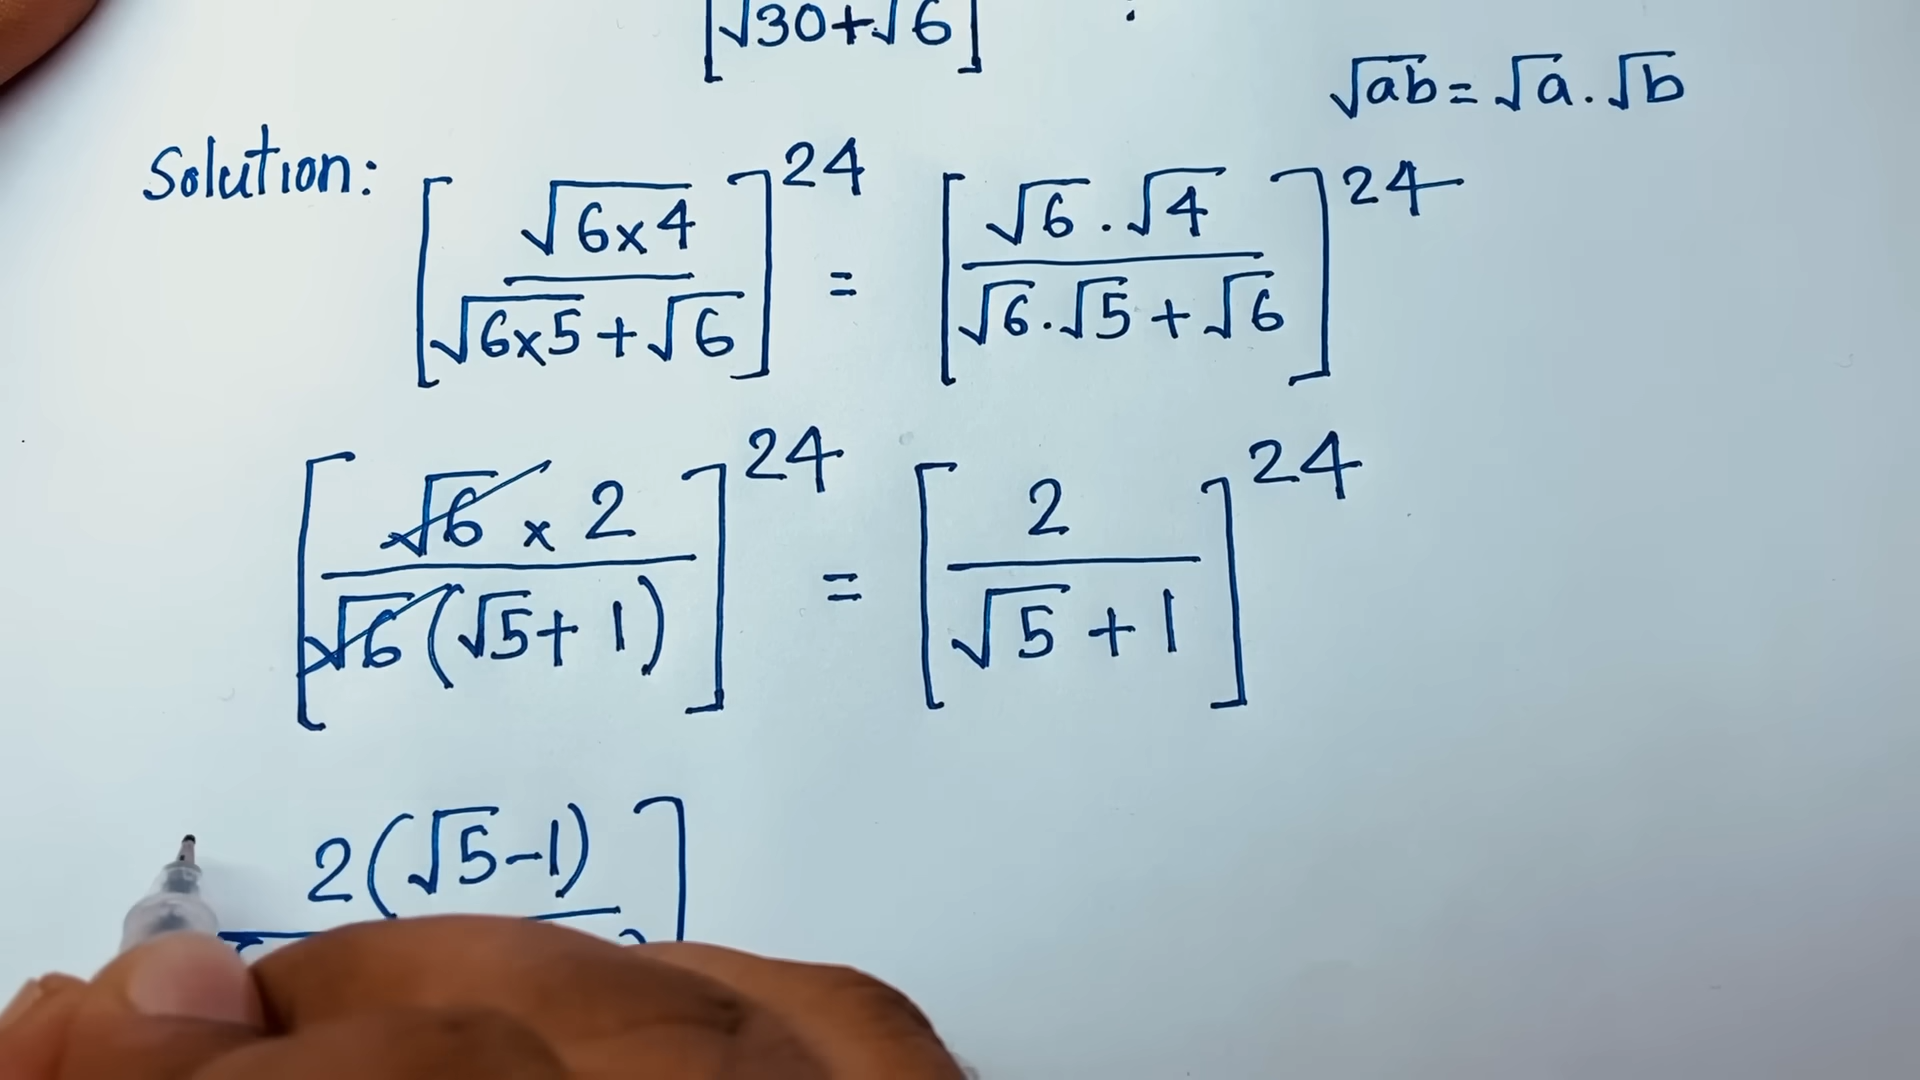 [√30+√6]
√ab = √a . √b
Solution: [√6x4 / √6x5 + √6]^24 = [√6 . √4 / √6 . √5 + √6]^24
[√6 x 2 / √6 (√5 + 1)]^24 = [2 / √5 + 1]^24
2(√5-1) ]